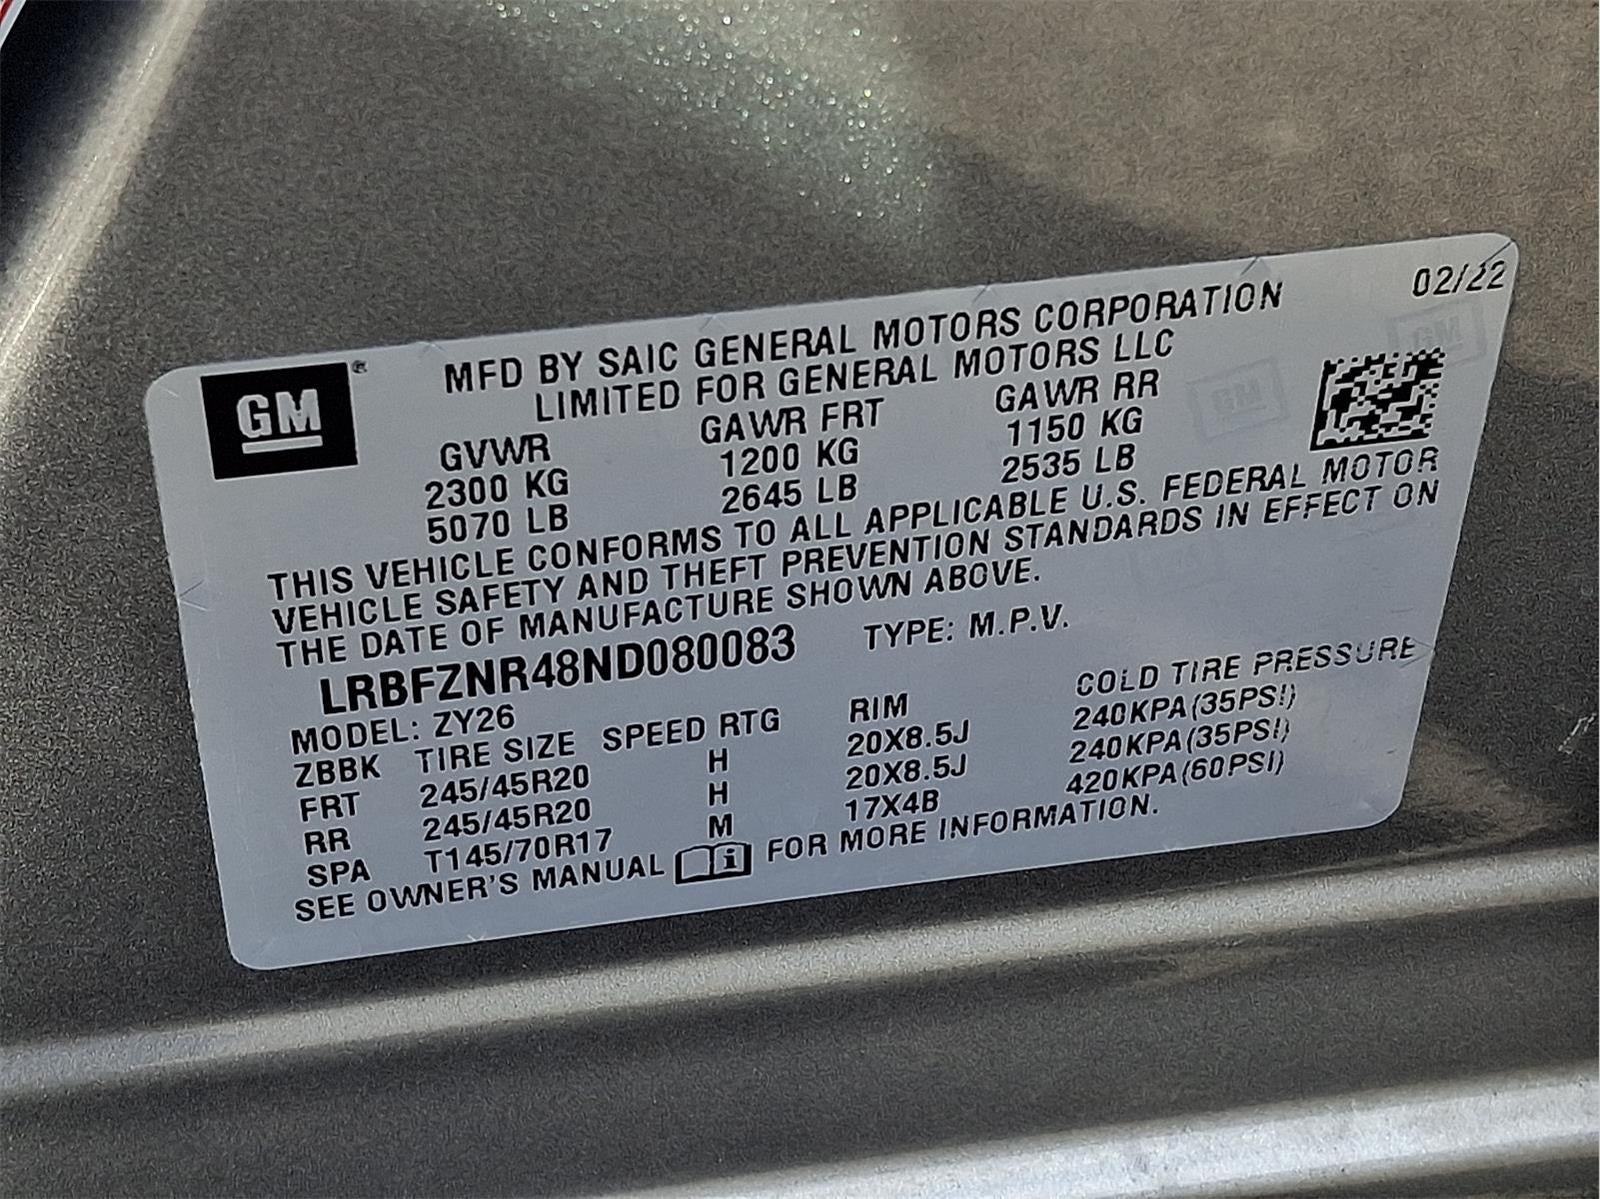 02/22
GM®
MFD BY SAIC GENERAL MOTORS CORPORATION
LIMITED FOR GENERAL MOTORS LLC
GVWR GAWR FRT GAWR RR
2300 KG 1200 KG 1150 KG
5070 LB 2645 LB 2535 LB
THIS VEHICLE CONFORMS TO ALL APPLICABLE U.S. FEDERAL MOTOR
VEHICLE SAFETY AND THEFT PREVENTION STANDARDS IN EFFECT ON
THE DATE OF MANUFACTURE SHOWN ABOVE.
LRBFZNR48ND080083 TYPE: M.P.V.
MODEL: ZY26
ZBBK TIRE SIZE SPEED RTG RIM COLD TIRE PRESSURE
FRT 245/45R20 H 20X8.5J 240KPA(35PSI)
RR 245/45R20 H 20X8.5J 240KPA(35PSI)
SPA T145/70R17 M 17X4B 420KPA(60PSI)
SEE OWNER'S MANUAL i FOR MORE INFORMATION.